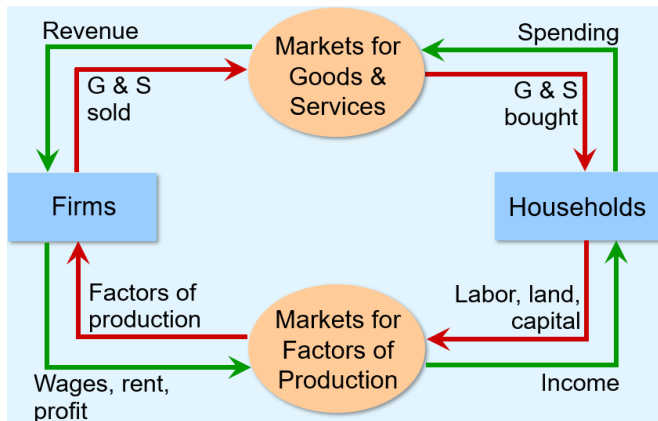 Revenue
Markets for
Goods &
Services
Spending
G & S
sold
G & S
bought
Firms
Households
Factors of
production
Markets for
Factors of
Production
Labor, land,
capital
Wages, rent,
profit
Income